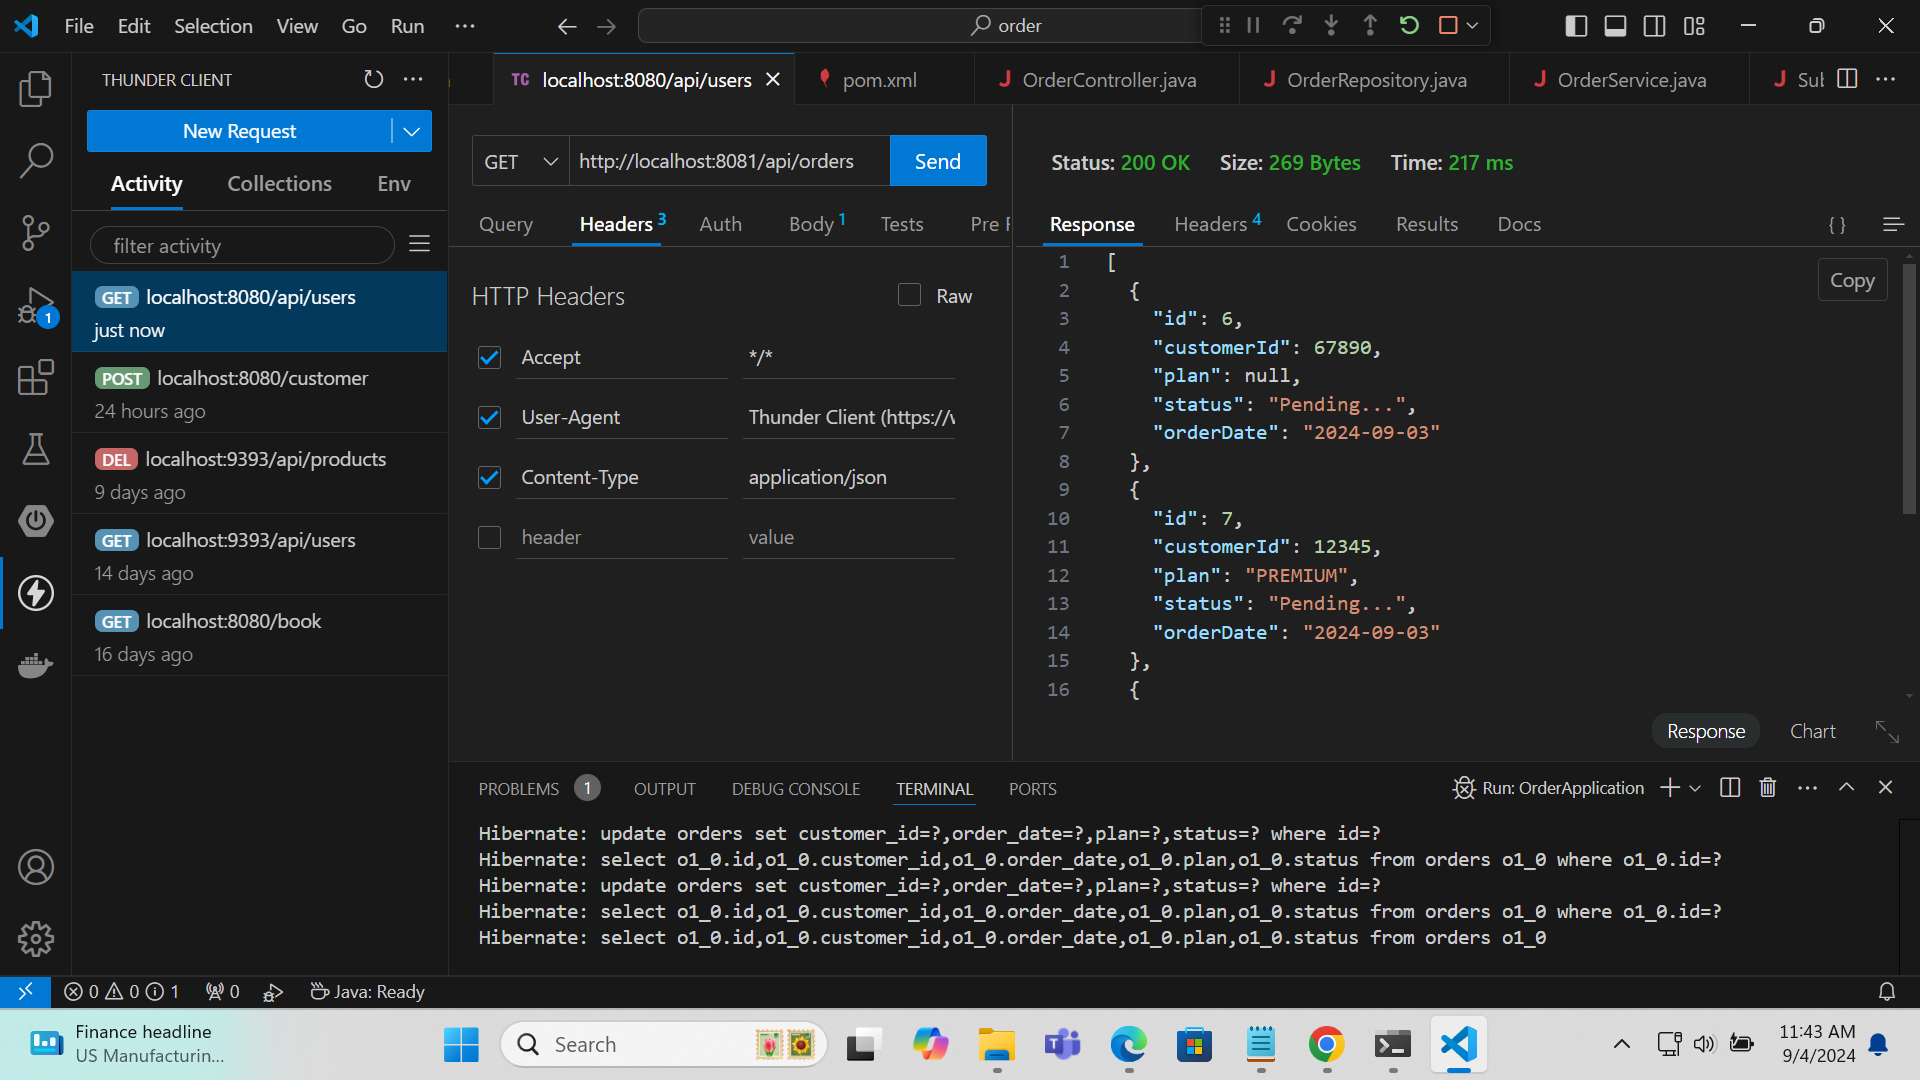 File Edit Selection View Go Run ···
order
THUNDER CLIENT
New Request
Activity Collections Env
filter activity
GET localhost:8080/api/users
just now
POST localhost:8080/customer
24 hours ago
DEL localhost:9393/api/products
9 days ago
GET localhost:9393/api/users
14 days ago
GET localhost:8080/book
16 days ago
1
TC localhost:8080/api/users
pom.xml
J OrderController.java
J OrderRepository.java
J OrderService.java
J Sub
GET http://localhost:8081/api/orders Send
Query Headers 3 Auth Body 1 Tests Pre
HTTP Headers Raw
Accept */*
User-Agent Thunder Client (https://
Content-Type application/json
header value
Status: 200 OK Size: 269 Bytes Time: 217 ms
Response Headers 4 Cookies Results Docs { }
Copy
1 [
2 {
3 "id": 6,
4 "customerId": 67890,
5 "plan": null,
6 "status": "Pending...",
7 "orderDate": "2024-09-03"
8 },
9 {
10 "id": 7,
11 "customerId": 12345,
12 "plan": "PREMIUM",
13 "status": "Pending...",
14 "orderDate": "2024-09-03"
15 },
16 {
Response Chart
PROBLEMS 1 OUTPUT DEBUG CONSOLE TERMINAL PORTS
Run: OrderApplication
Hibernate: update orders set customer_id=?,order_date=?,plan=?,status=? where id=?
Hibernate: select o1_0.id,o1_0.customer_id,o1_0.order_date,o1_0.plan,o1_0.status from orders o1_0 where o1_0.id=?
Hibernate: update orders set customer_id=?,order_date=?,plan=?,status=? where id=?
Hibernate: select o1_0.id,o1_0.customer_id,o1_0.order_date,o1_0.plan,o1_0.status from orders o1_0 where o1_0.id=?
Hibernate: select o1_0.id,o1_0.customer_id,o1_0.order_date,o1_0.plan,o1_0.status from orders o1_0
0 0 1 0 Java: Ready
Finance headline
US Manufacturin...
Search
11:43 AM
9/4/2024